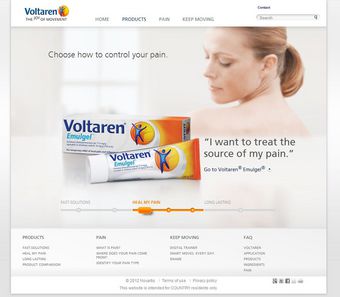 Voltaren
THE JOY OF MOVEMENT
HOME PRODUCTS PAIN KEEP MOVING
Contact
Search
Choose how to control your pain.
Voltaren
Emulgel
Voltaren
Emulgel
“I want to treat the
source of my pain.”
Go to Voltaren® Emulgel®
FAST SOLUTIONS HEAL MY PAIN LONG LASTING
PRODUCTS
FAST SOLUTIONS
HEAL MY PAIN
LONG LASTING
PRODUCT COMPARISON
PAIN
WHAT IS PAIN?
WHERE DOES YOUR PAIN COME
FROM?
IDENTIFY YOUR PAIN TYPE
KEEP MOVING
DIGITAL TRAINER
SMART MOVES. EVERY DAY.
SHARE
FAQ
VOLTAREN
APPLICATION
PRODUCTS
INGREDIENTS
PAIN
© 2012 Novartis | Terms of use | Privacy policy
This website is intended for COUNTRY residents only.